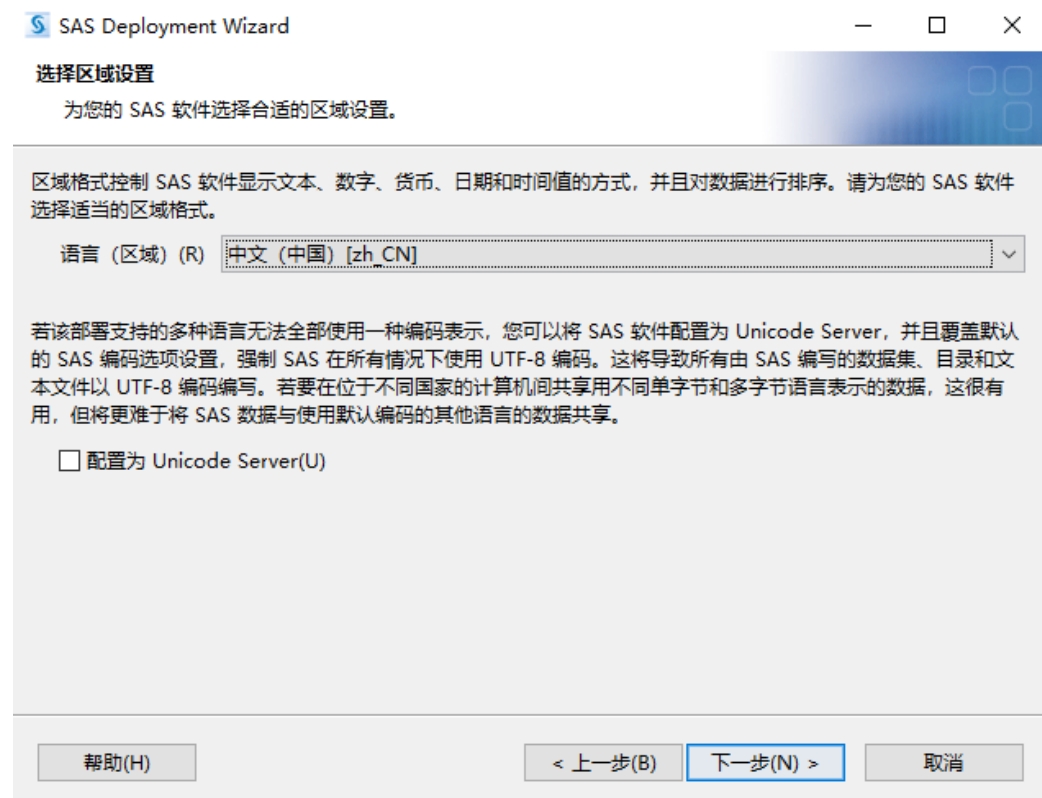 SAS Deployment Wizard
选择区域设置
为您的 SAS 软件选择合适的区域设置。
区域格式控制 SAS 软件显示文本、数字、货币、日期和时间值的方式，并且对数据进行排序。请为您的 SAS 软件
选择适当的区域格式。
语言（区域）(R) 中文（中国）[zh_CN]
若该部署支持的多种语言无法全部使用一种编码表示，您可以将 SAS 软件配置为 Unicode Server，并且覆盖默认
的 SAS 编码选项设置，强制 SAS 在所有情况下使用 UTF-8 编码。这将导致所有由 SAS 编写的数据集、目录和文
本文件以 UTF-8 编码编写。若要在位于不同国家的计算机间共享用不同单字节和多字节语言表示的数据，这很有
用，但将更难于将 SAS 数据与使用默认编码的其他语言的数据共享。
配置为 Unicode Server(U)
帮助(H) < 上一步(B) 下一步(N) > 取消